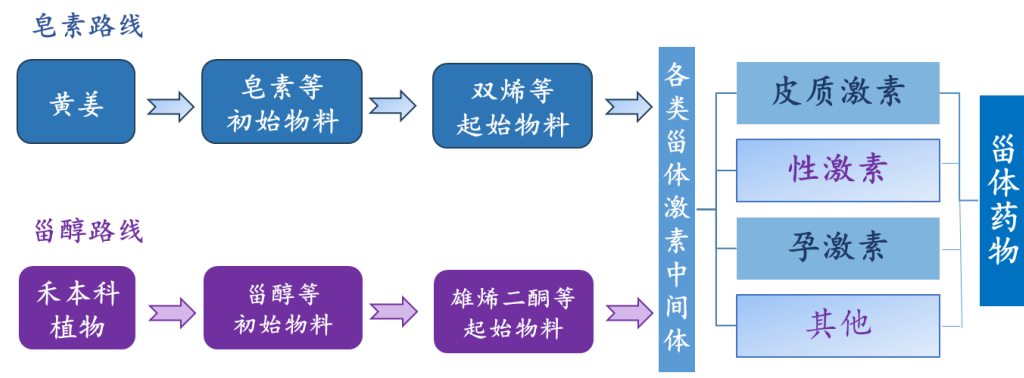 皂素路线
黄姜
皂素等
初始物料
双烯等
起始物料
甾醇路线
禾本科
植物
甾醇等
初始物料
雄烯二酮等
起始物料
各类甾体激素中间体
皮质激素
性激素
孕激素
其他
甾体药物